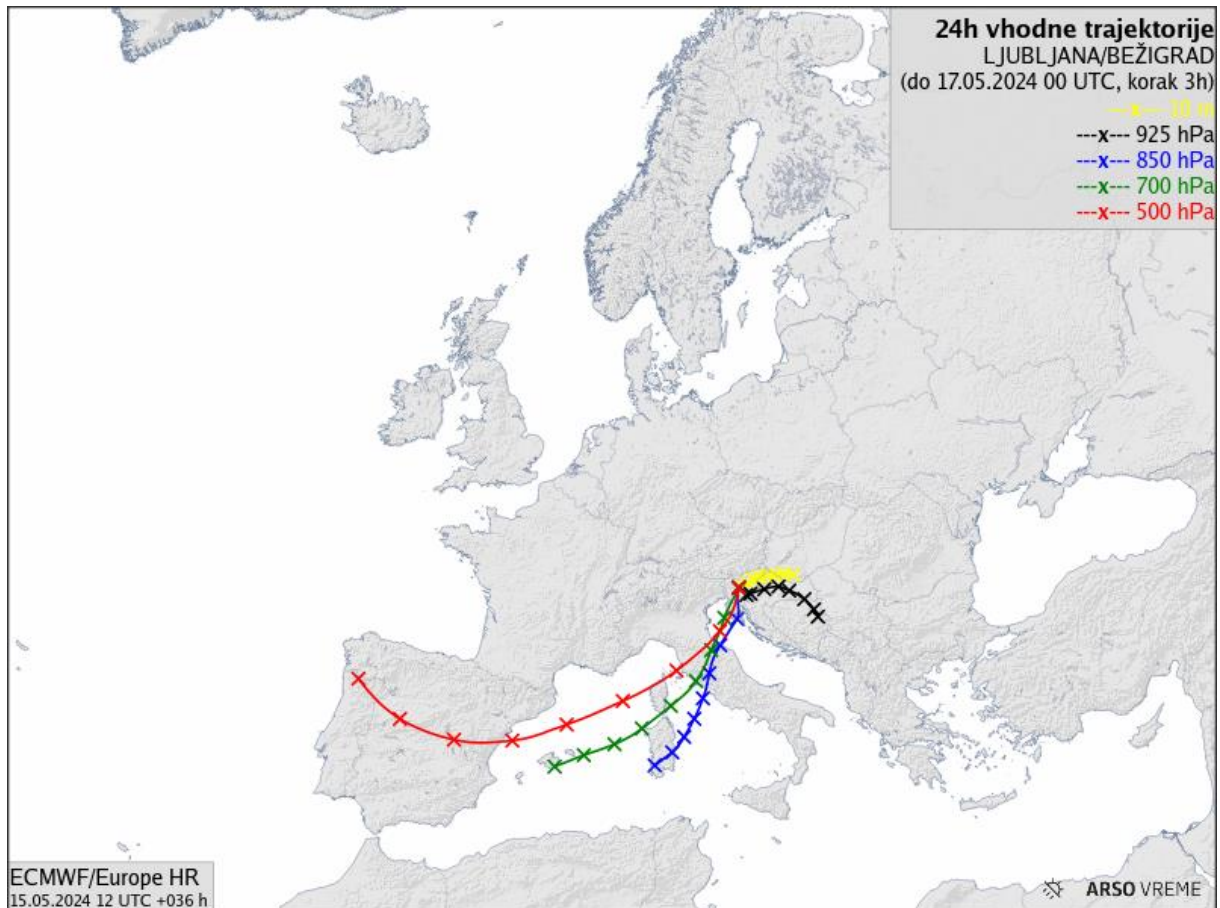 24h vhodne trajektorije
LJUBLJANA/BEŽIGRAD
(do 17.05.2024 00 UTC, korak 3h)
---x--- 10 m
---x--- 925 hPa
---x--- 850 hPa
---x--- 700 hPa
---x--- 500 hPa
ECMWF/Europe HR
15.05.2024 12 UTC +036 h
ARSO VREME